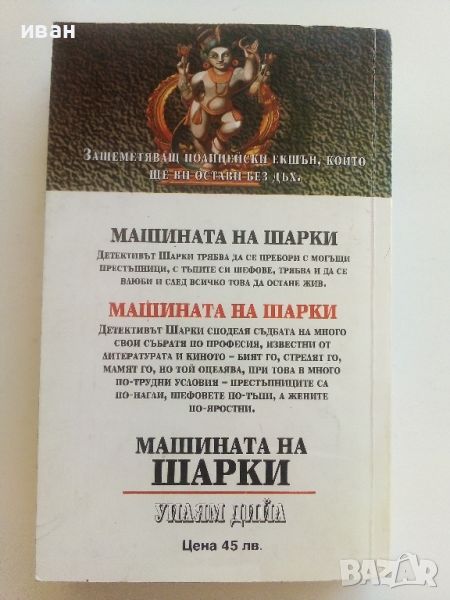 иван
Зашеметяващ полицейски екшън, който
ще ви остави без дъх.
МАШИНАТА НА ШАРКИ
Детективът Шарки трябва да се пребори с могъщи
престъпници, с тъпите си шефове, трябва и да се
влюби и след всичко това да остане жив.
МАШИНАТА НА ШАРКИ
Детективът Шарки споделя съдбата на много
свои събратя по професия, известни от
литературата и киното – бият го, стрелят го,
мамят го, но той оцелява, при това в много
по-трудни условия – престъпниците са
по-нагли, шефовете по-тъпи, а жените
по-яростни.
МАШИНАТА НА
ШАРКИ
УИЛЯМ ДИЙЛ
Цена 45 лв.
BAZAR